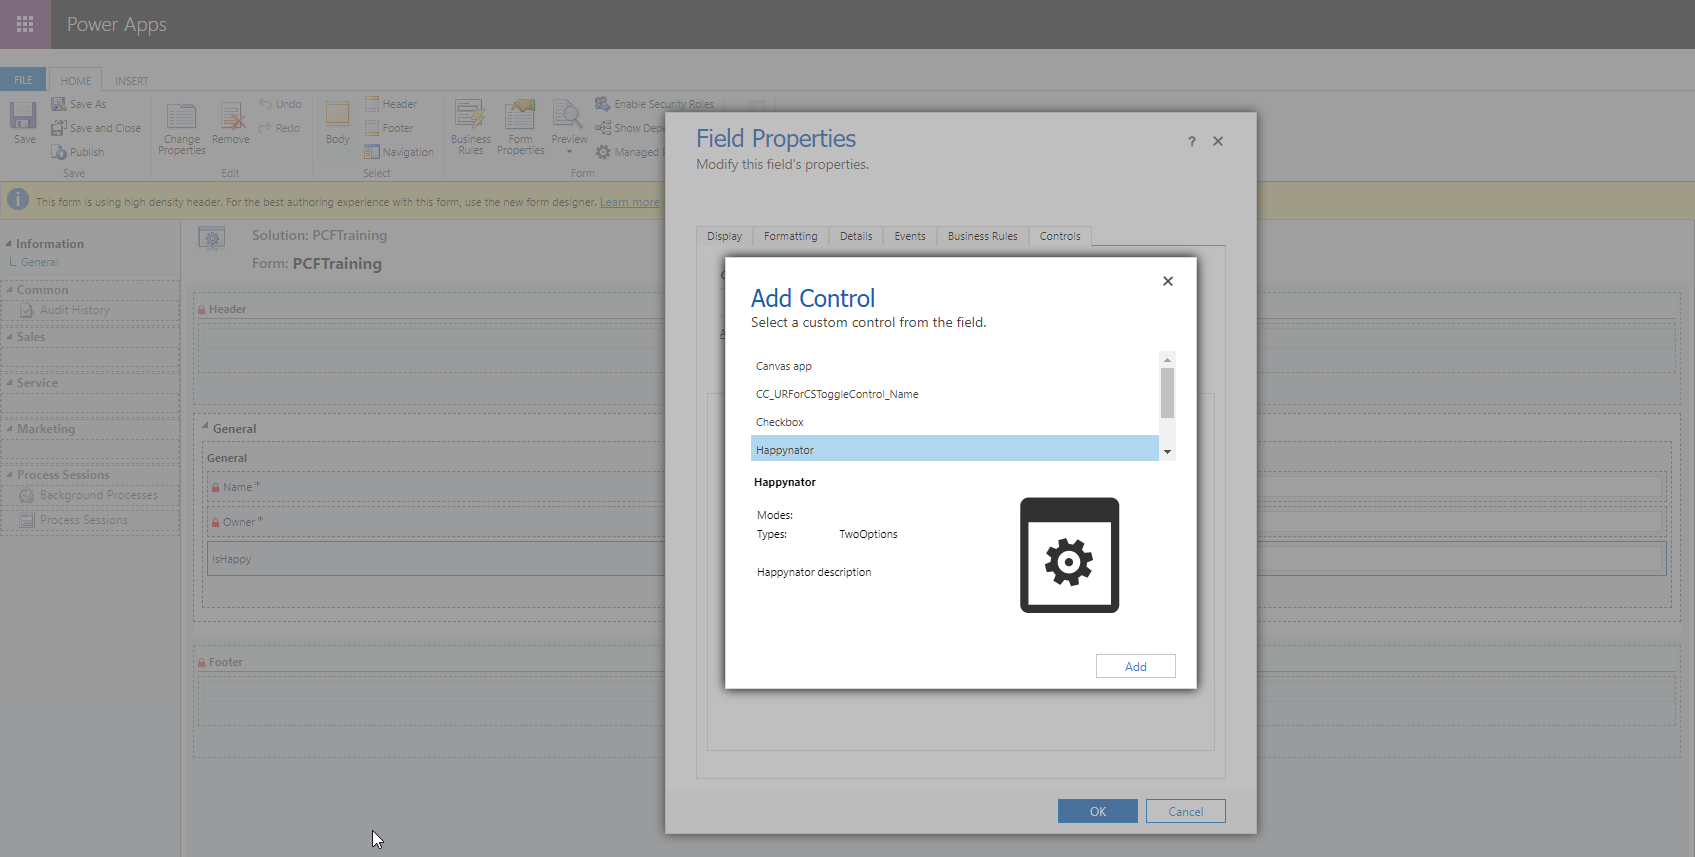 Power Apps
FILE
HOME
INSERT
Save
Save As
Save and Close
Publish
Save
Change
Properties
Remove
Undo
Redo
Edit
Body
Header
Footer
Navigation
Select
Business
Rules
Form
Properties
Preview
Enable Security Roles
Show Depe
Managed
Form
This form is using high density header. For the best authoring experience with this form, use the new form designer. Learn more
Information
General
Common
Audit History
Sales
Service
Marketing
Process Sessions
Background Processes
Process Sessions
Solution: PCFTraining
Form: PCFTraining
Header
General
General
Name*
Owner*
IsHappy
Footer
Field Properties
Modify this field's properties.
?
Display
Formatting
Details
Events
Business Rules
Controls
Add Control
Select a custom control from the field.
Canvas app
CC_URForCSToggleControl_Name
Checkbox
Happynator
Happynator
Modes:
Types: TwoOptions
Happynator description
Add
OK
Cancel